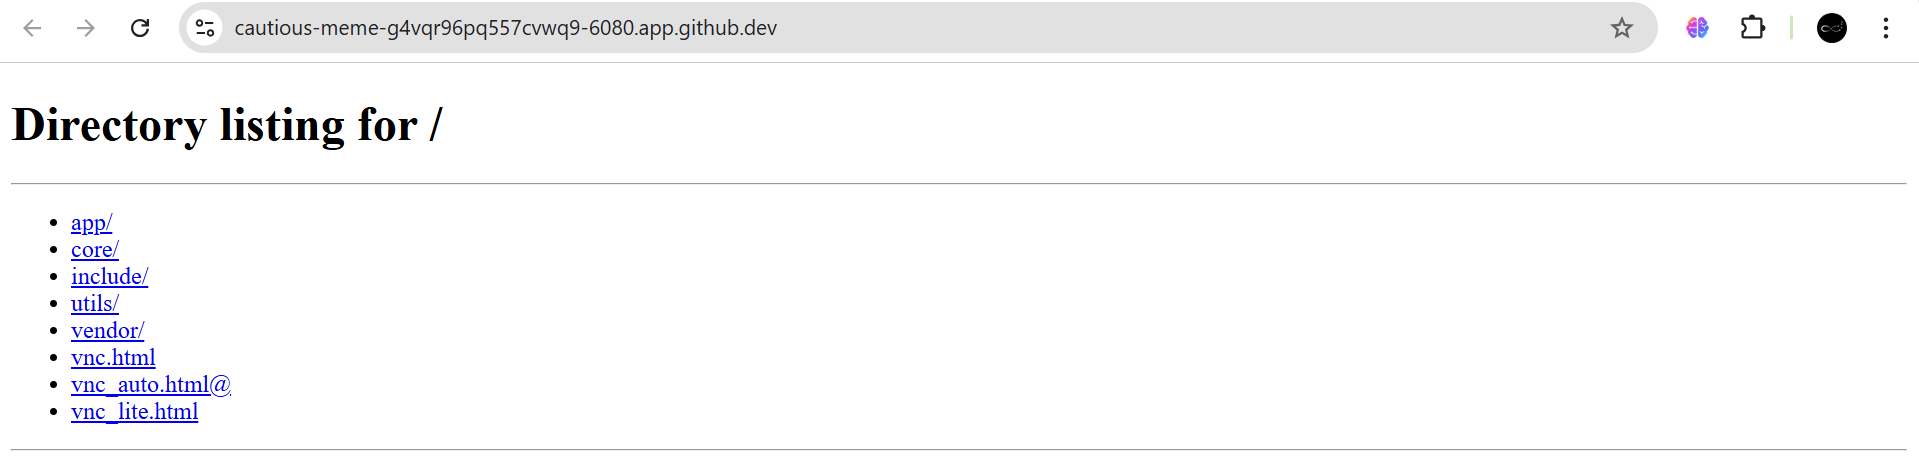 cautious-meme-g4vqr96pq557cvwq9-6080.app.github.dev
Directory listing for /
app/
core/
include/
utils/
vendor/
vnc.html
vnc_auto.html@
vnc_lite.html